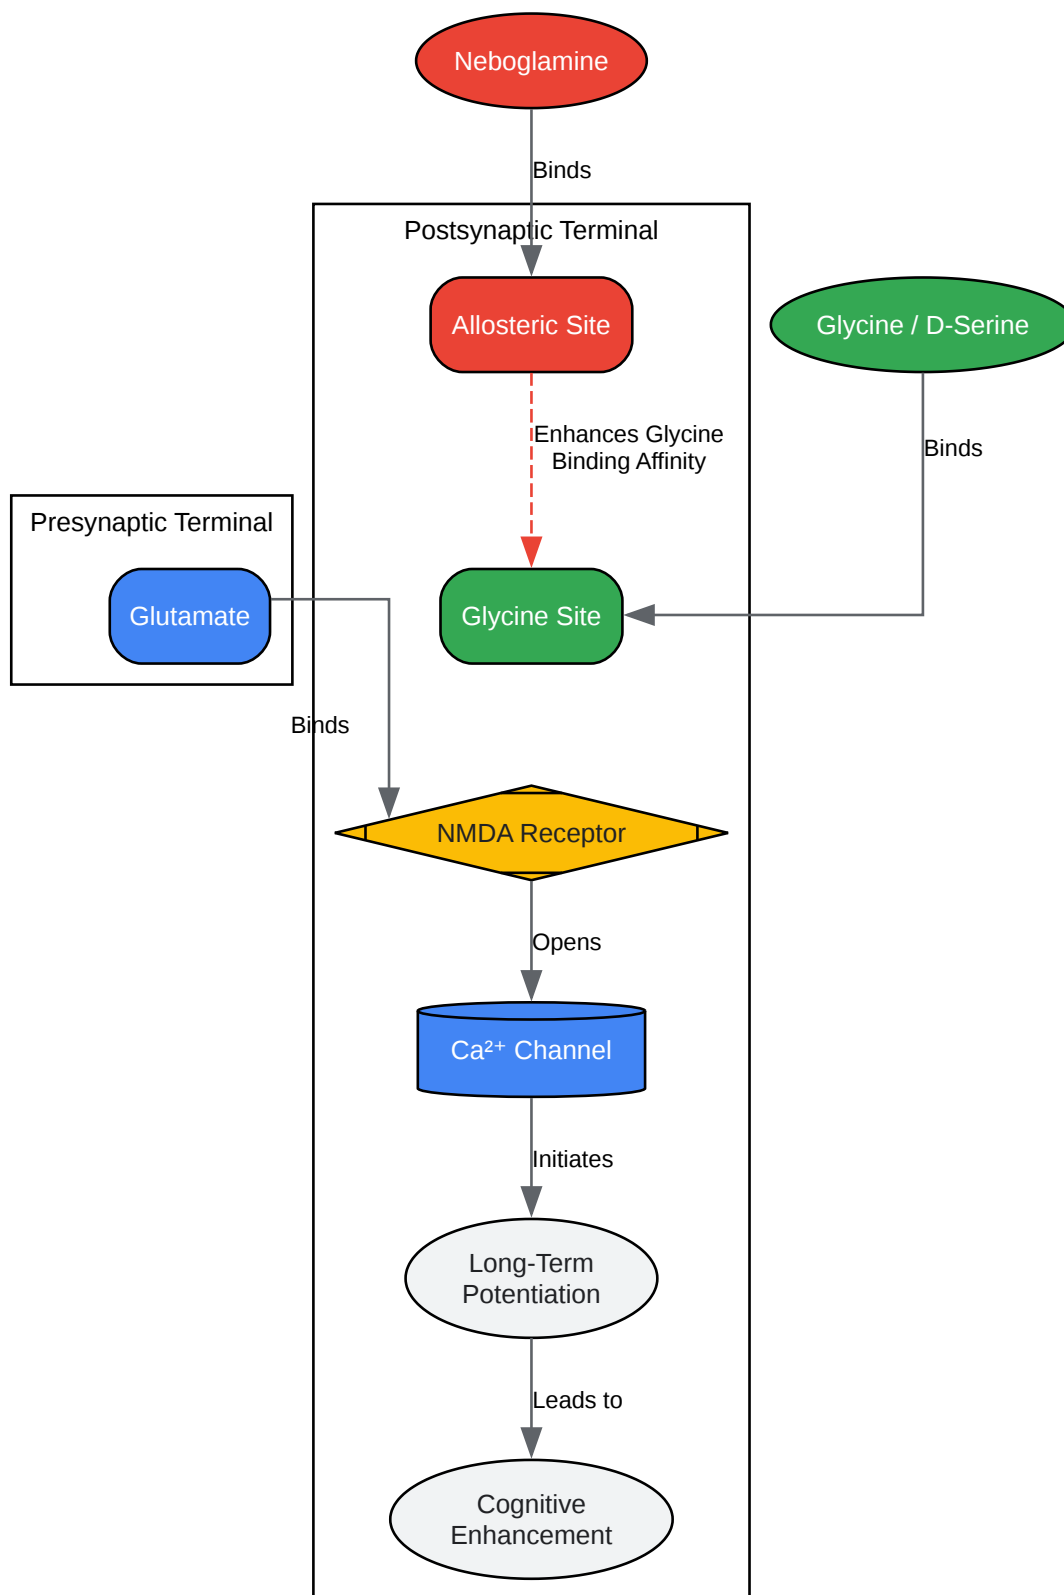 Neboglamine
Binds
Postsynaptic Terminal
Allosteric Site
Glycine / D-Serine
Enhances Glycine
Binding Affinity
Binds
Presynaptic Terminal
Glutamate
Glycine Site
Binds
NMDA Receptor
Opens
Ca²⁺ Channel
Initiates
Long-Term
Potentiation
Leads to
Cognitive
Enhancement